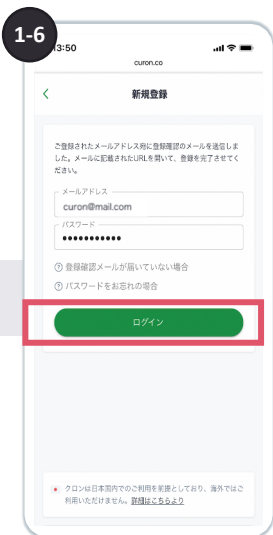 1-6
13:50
curon.co
新規登録
ご登録されたメールアドレス宛に登録確認のメールを送信しま
した。メールに記載されたURLを開いて、登録を完了させてく
ださい。
メールアドレス
curon@mail.com
パスワード
•••••••••••
? 登録確認メールが届いていない場合
? パスワードをお忘れの場合
ログイン
クロンは日本国内でのご利用を前提としており、海外ではご
利用いただけません。詳細はこちらより